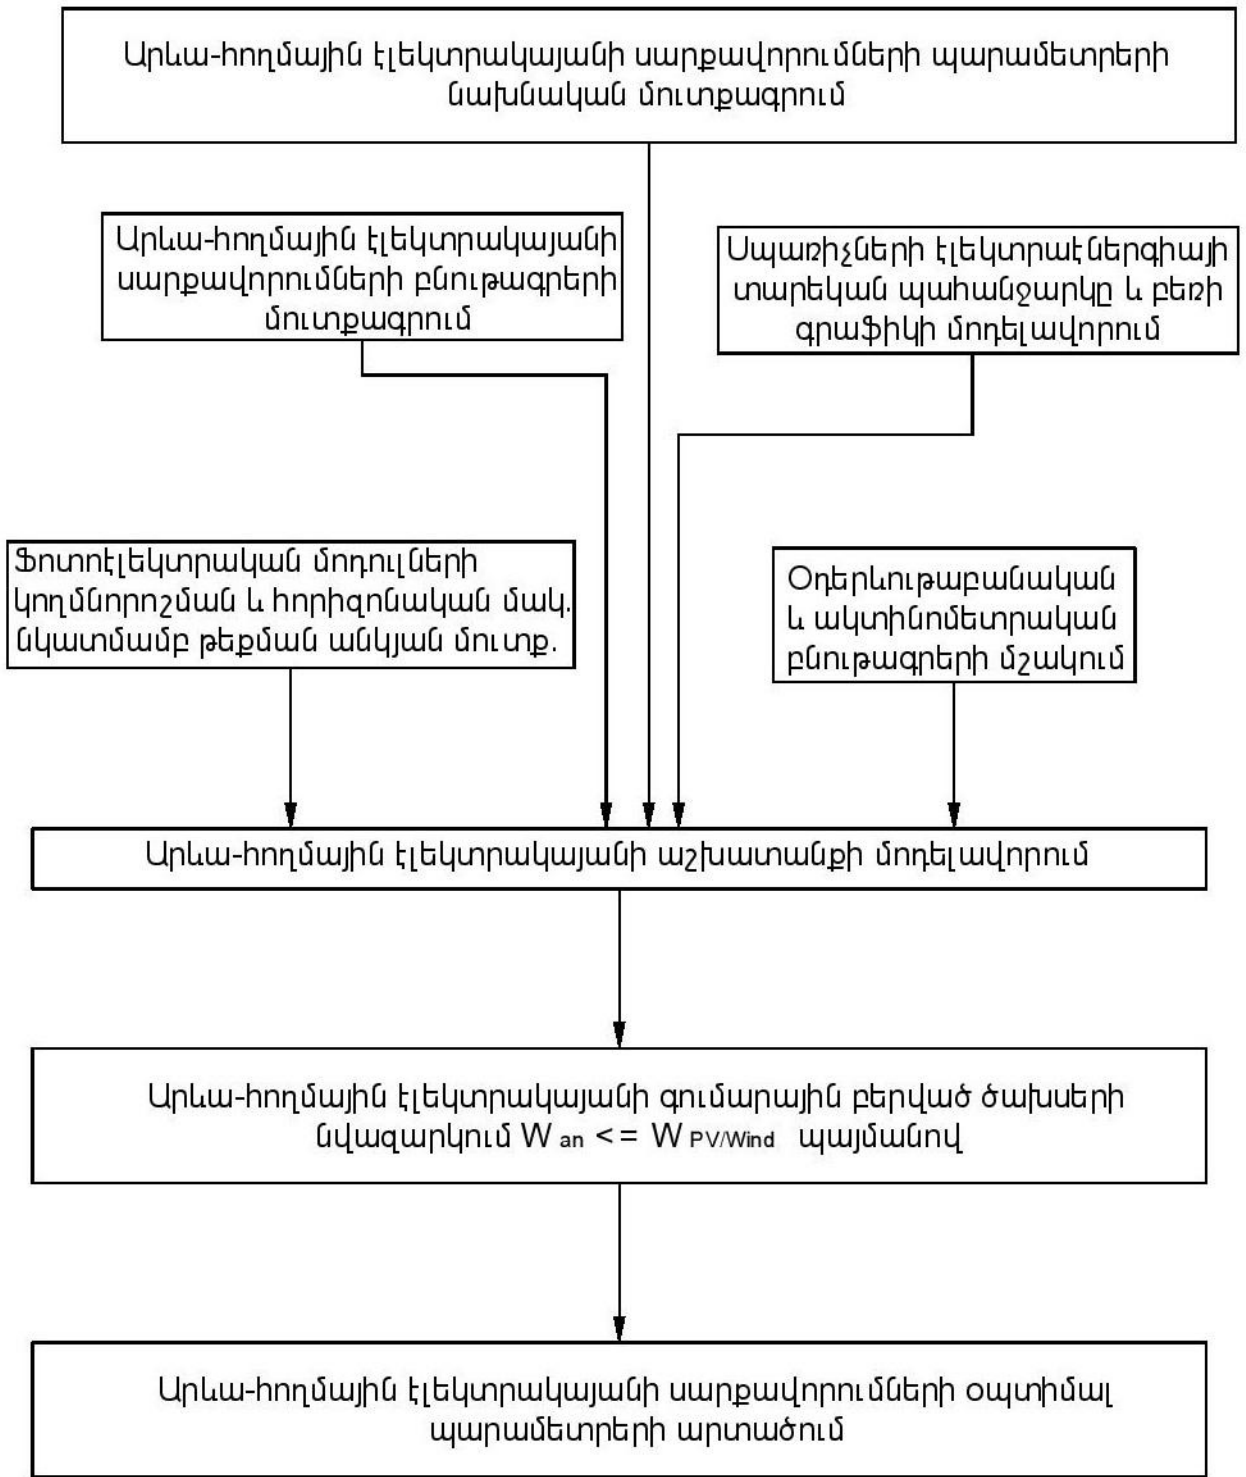 Արևա-հողմային էլեկտրակայանի սարքավորումների պարամետրերի
նախնական մուտքագրում
Արևա-հողմային էլեկտրակայանի
սարքավորումների բնութագրերի
մուտքագրում
Սպառիչների էլեկտրաէներգիայի
տարեկան պահանջարկը և բեռի
գրաֆիկի մոդելավորում
Ֆոտոէլեկտրական մոդուլների
կողմնորոշման և հորիզոնական մակ.
նկատմամբ թեքման անկյան մուտք.
Օդերևութաբանական
և ակտինոմետրական
բնութագրերի մշակում
Արևա-հողմային էլեկտրակայանի աշխատանքի մոդելավորում
Արևա-հողմային էլեկտրակայանի գումարային բերված ծախսերի
նվազարկում W an <= W PV/Wind պայմանով
Արևա-հողմային էլեկտրակայանի սարքավորումների օպտիմալ
պարամետրերի արտածում